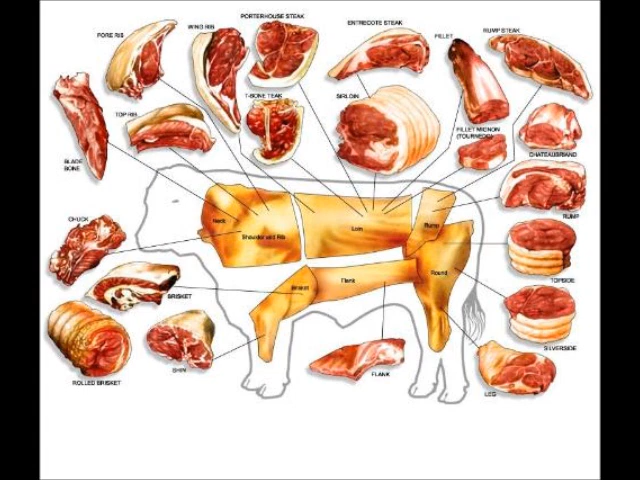 PORTERHOUSE STEAK
ENTRECOTE STEAK
WING RIB
FORE RIB
FILLET
RUMP STEAK
T-BONE TEAK
SIRLOIN
TOP RIB
FILLET MIGNON
(TOURNEDO)
CHATEAUBRIAND
BLADE
BONE
CHUCK
Neck
Shoulder and Rib
Loin
Rump
RUMP
Round
TOPSIDE
Brisket
Flank
BRISKET
SILVERSIDE
SHIN
FLANK
ROLLED BRISKET
LEG